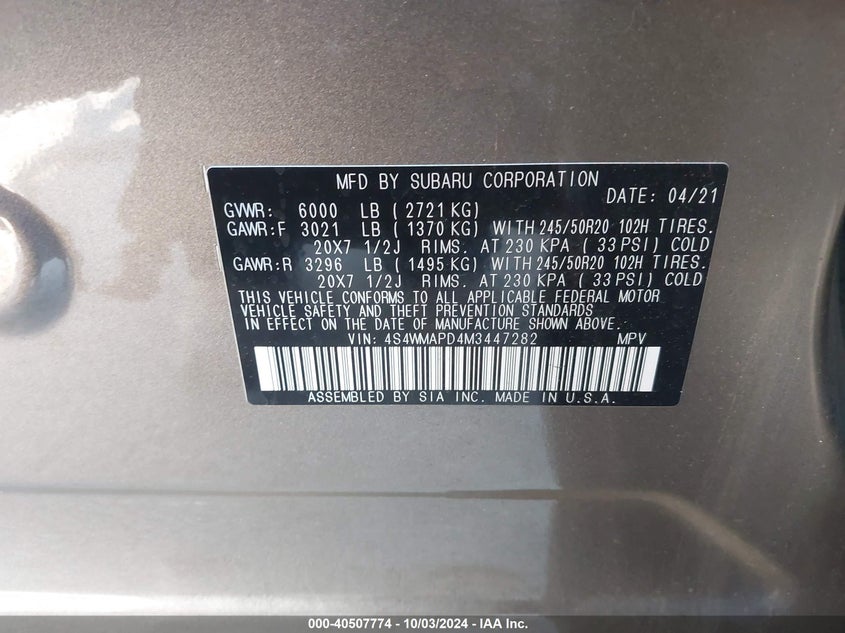 MFD BY SUBARU CORPORATION
DATE: 04/21
GVWR: 6000 LB ( 2721 KG)
GAWR:F 3021 LB ( 1370 KG) WITH 245/50R20 102H TIRES.
20X7 1/2J RIMS. AT 230 KPA ( 33 PSI) COLD
GAWR:R 3296 LB ( 1495 KG) WITH 245/50R20 102H TIRES.
20X7 1/2J RIMS. AT 230 KPA ( 33 PSI) COLD
THIS VEHICLE CONFORMS TO ALL APPLICABLE FEDERAL MOTOR
VEHICLE SAFETY AND THEFT PREVENTION STANDARDS
IN EFFECT ON THE DATE OF MANUFACTURE SHOWN ABOVE.
VIN: 4S4WMAPD4M3447282 MPV
ASSEMBLED BY SIA INC. MADE IN U.S.A.
000-40507774 - 10/03/2024 - IAA Inc.